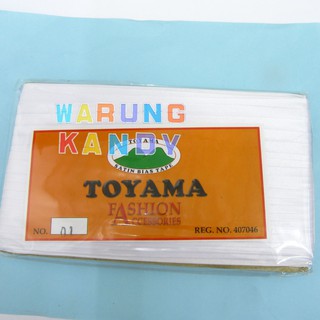 WARUNG
KANDY
TOYAMA
SATIN BIAS TAPE
TOYAMA
FASHION
ACCESSORIES
NO. 01 REG. NO. 407046